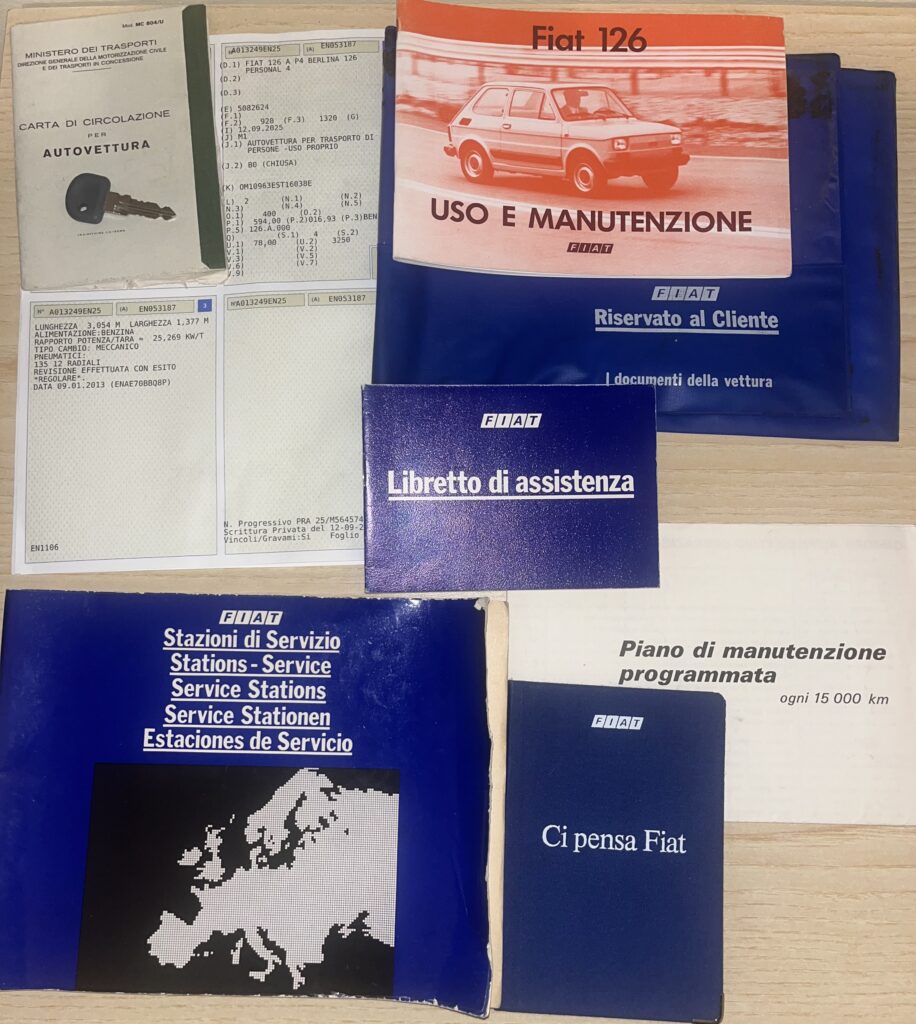 Mod. MC 804/U
MINISTERO DEI TRASPORTI
DIREZIONE GENERALE DELLA MOTORIZZAZIONE CIVILE
E DEI TRASPORTI IN CONCESSIONE
CARTA DI CIRCOLAZIONE
PER
AUTOVETTURA
N° A013249EN25 (A) EN053187
(D.1) FIAT 126 A P4 BERLINA 126
PERSONAL 4
(D.2)
(D.3)
(E) 5082624
(F.1)
(F.2) 920 (F.3) 1320 (G)
(I) 12.09.2025
(J) M1
(J.1) AUTOVETTURA PER TRASPORTO DI
PERSONE -USO PROPRIO
(J.2) B0 (CHIUSA)
(K) OM10963EST16038E
(L) 2 (N.1) (N.2)
(N.3) (N.4) (N.5)
(O.1) 400 (O.2)
(P.1) 594,00 (P.2)016,93 (P.3)BEN
(P.5) 126.A.000
(Q) (S.1) 4 (S.2)
(U.1) 78,00 (U.2) 3250
(V.1) (V.2)
(V.3) (V.5)
(V.6) (V.7)
(V.9)
Fiat 126
USO E MANUTENZIONE
FIAT
FIAT
Riservato al Cliente
I documenti della vettura
N° A013249EN25 (A) EN053187 3
LUNGHEZZA 3,054 M LARGHEZZA 1,377 M
ALIMENTAZIONE:BENZINA
RAPPORTO POTENZA/TARA = 25,269 KW/T
TIPO CAMBIO: MECCANICO
PNEUMATICI:
135 12 RADIALI
REVISIONE EFFETTUATA CON ESITO
*REGOLARE*.
DATA 09.01.2013 (ENAE70BBQ8P)
EN1106
N° A013249EN25 (A) EN053187
N. Progressivo PRA 25/M564574
Scrittura Privata del 12-09-2
Vincoli/Gravami:Si Foglio
FIAT
Libretto di assistenza
FIAT
Stazioni di Servizio
Stations-Service
Service Stations
Service Stationen
Estaciones de Servicio
Piano di manutenzione
programmata
ogni 15 000 km
FIAT
Ci pensa Fiat